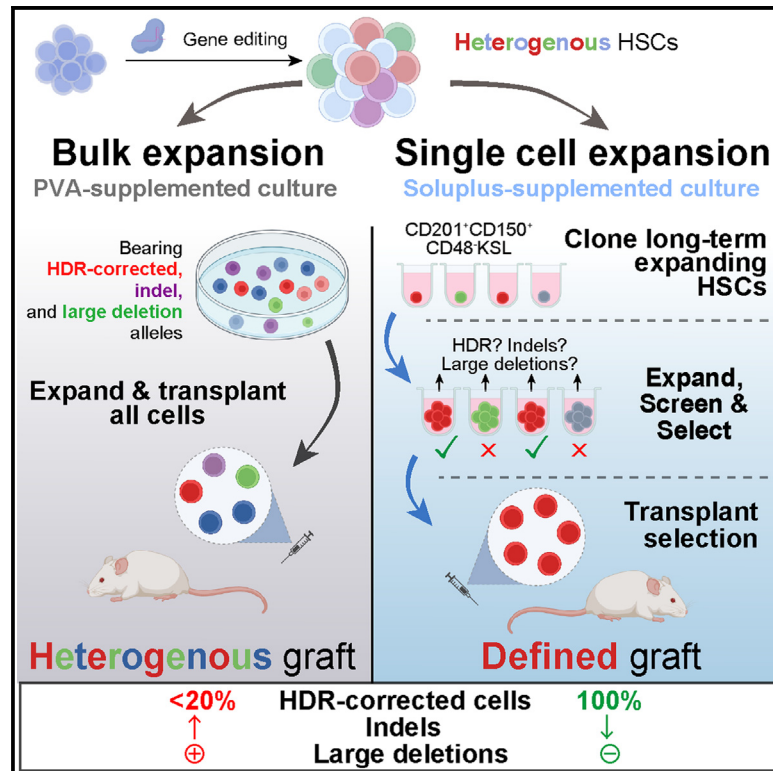 Gene editing
Heterogenous HSCs
Bulk expansion
PVA-supplemented culture
Bearing
HDR-corrected,
indel,
and large deletion
alleles
Expand & transplant
all cells
Heterogenous graft
Single cell expansion
Soluplus-supplemented culture
CD201⁺CD150⁺
CD48⁻KSL
Clone long-term
expanding
HSCs
HDR? Indels?
Large deletions?
Expand,
Screen &
Select
Transplant
selection
Defined graft
<20% HDR-corrected cells 100%
↑ Indels ↓
⊕ Large deletions ⊖